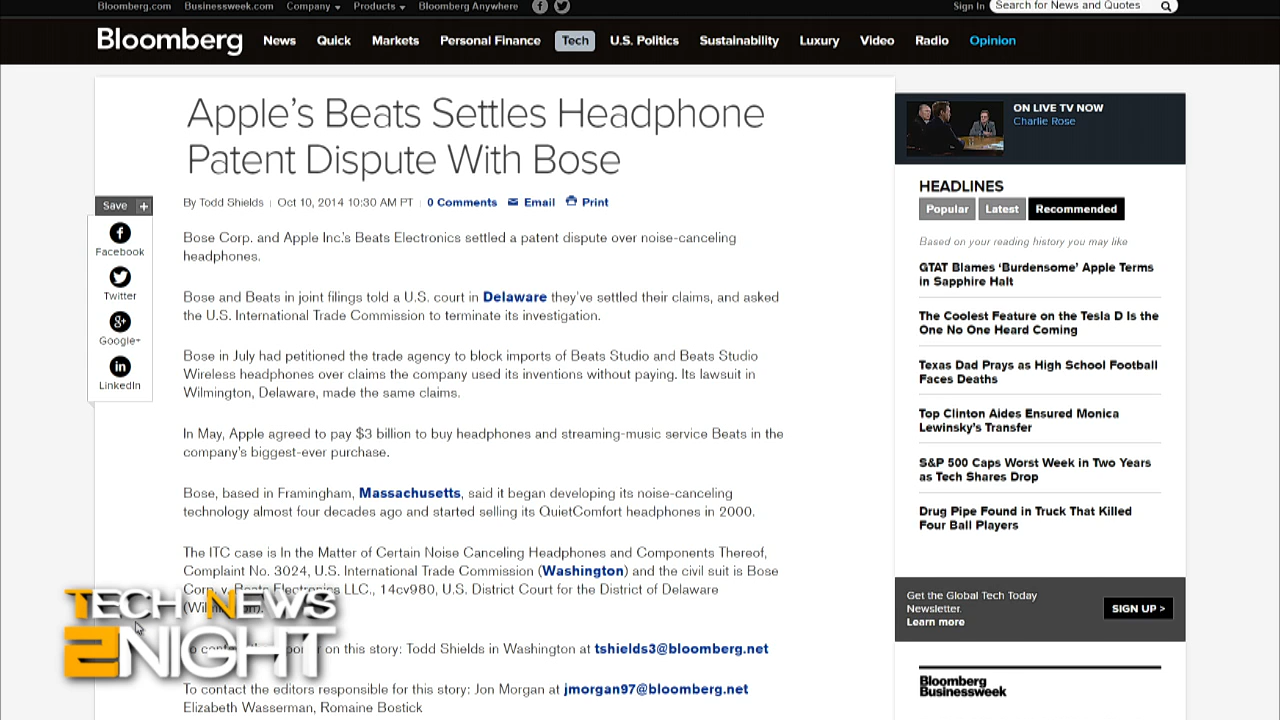 Bloomberg.com Businessweek.com Company Products Bloomberg Anywhere Sign In Search for News and Quotes
Bloomberg News Quick Markets Personal Finance Tech U.S. Politics Sustainability Luxury Video Radio Opinion
Apple's Beats Settles Headphone
Patent Dispute With Bose
By Todd Shields | Oct 10, 2014 10:30 AM PT | 0 Comments Email Print
Save +
Facebook
Twitter
Google+
LinkedIn
Bose Corp. and Apple Inc.'s Beats Electronics settled a patent dispute over noise-canceling
headphones.
Bose and Beats in joint filings told a U.S. court in Delaware they've settled their claims, and asked
the U.S. International Trade Commission to terminate its investigation.
Bose in July had petitioned the trade agency to block imports of Beats Studio and Beats Studio
Wireless headphones over claims the company used its inventions without paying. Its lawsuit in
Wilmington, Delaware, made the same claims.
In May, Apple agreed to pay $3 billion to buy headphones and streaming-music service Beats in the
company's biggest-ever purchase.
Bose, based in Framingham, Massachusetts, said it began developing its noise-canceling
technology almost four decades ago and started selling its QuietComfort headphones in 2000.
The ITC case is In the Matter of Certain Noise Canceling Headphones and Components Thereof,
Complaint No. 3024, U.S. International Trade Commission (Washington) and the civil suit is Bose
Corp. v. Beats Electronics LLC., 14cv980, U.S. District Court for the District of Delaware
on this story: Todd Shields in Washington at tshields3@bloomberg.net
To contact the editors responsible for this story: Jon Morgan at jmorgan97@bloomberg.net
Elizabeth Wasserman, Romaine Bostick
TECH NEWS
2NIGHT
ON LIVE TV NOW
Charlie Rose
HEADLINES
Popular Latest Recommended
Based on your reading history you may like
GTAT Blames 'Burdensome' Apple Terms
in Sapphire Halt
The Coolest Feature on the Tesla D Is the
One No One Heard Coming
Texas Dad Prays as High School Football
Faces Deaths
Top Clinton Aides Ensured Monica
Lewinsky's Transfer
S&P 500 Caps Worst Week in Two Years
as Tech Shares Drop
Drug Pipe Found in Truck That Killed
Four Ball Players
Get the Global Tech Today
Newsletter.
Learn more
SIGN UP >
Bloomberg
Businessweek